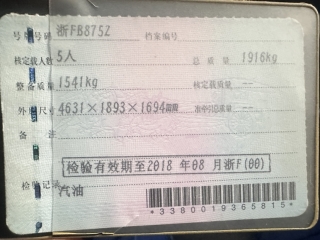 号牌号码 浙FB875Z 档案编号
核定载人数 5人 总质量 1916kg
整备质量 1541kg 核定载质量 --
外廓尺寸 4631×1893×1694mm 准牵引总质量 --
备注
检验有效期至2018 年08 月浙F(00)
检验记录 汽油
*3380019365815*